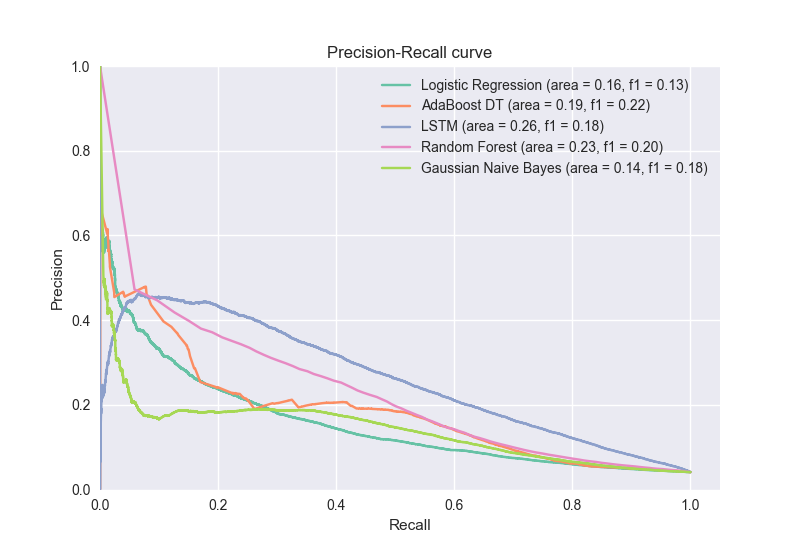 Precision-Recall curve
1.0
0.8
0.6
0.4
0.2
0.0
Precision
Logistic Regression (area = 0.16, f1 = 0.13)
AdaBoost DT (area = 0.19, f1 = 0.22)
LSTM (area = 0.26, f1 = 0.18)
Random Forest (area = 0.23, f1 = 0.20)
Gaussian Naive Bayes (area = 0.14, f1 = 0.18)
0.0 0.2 0.4 0.6 0.8 1.0
Recall